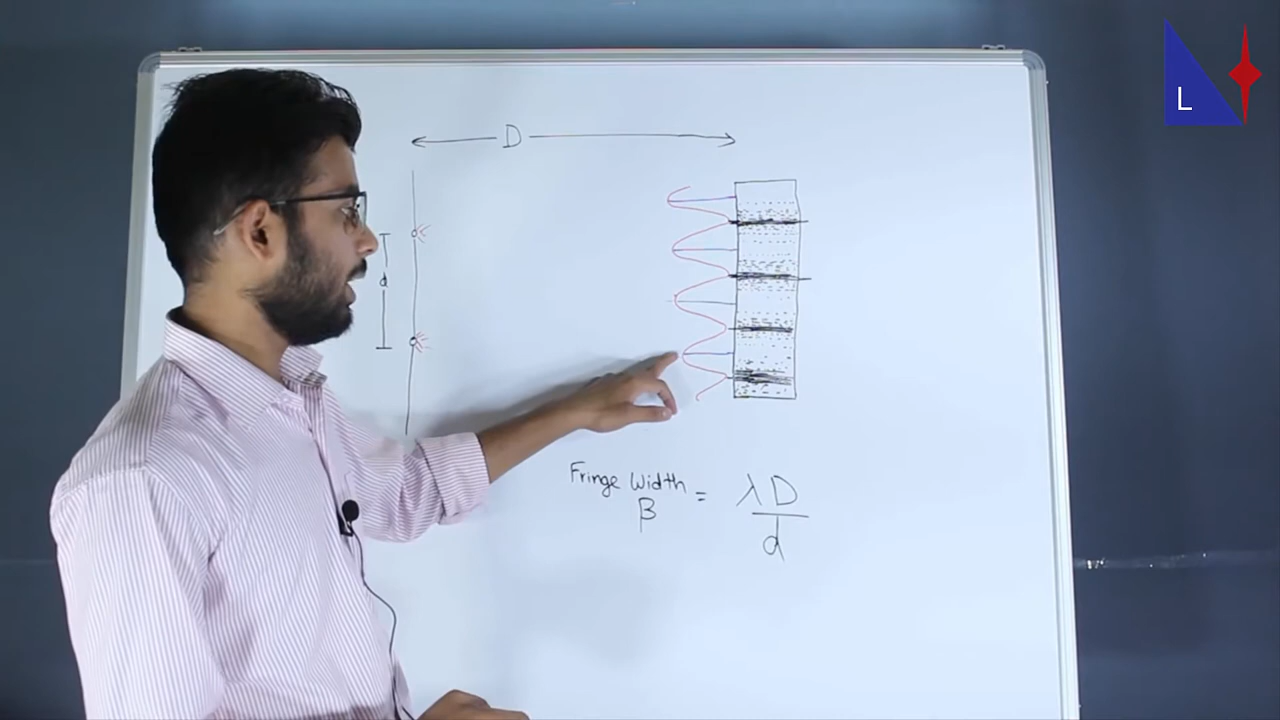 L
D
d
Fringe Width
β = λD
d